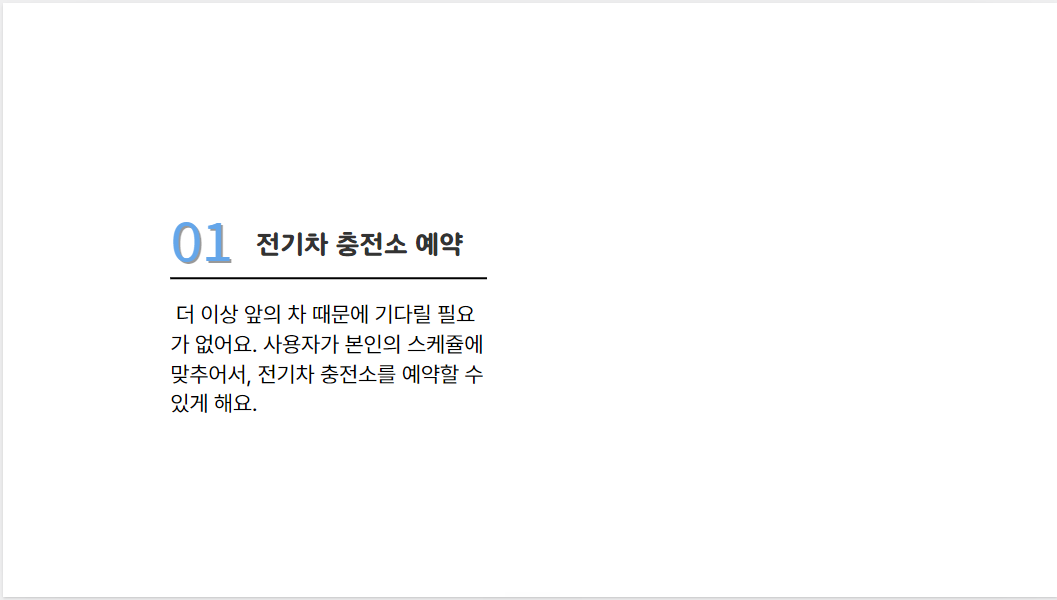 01 전기차 충전소 예약
더 이상 앞의 차 때문에 기다릴 필요
가 없어요. 사용자가 본인의 스케쥴에
맞추어서, 전기차 충전소를 예약할 수
있게 해요.